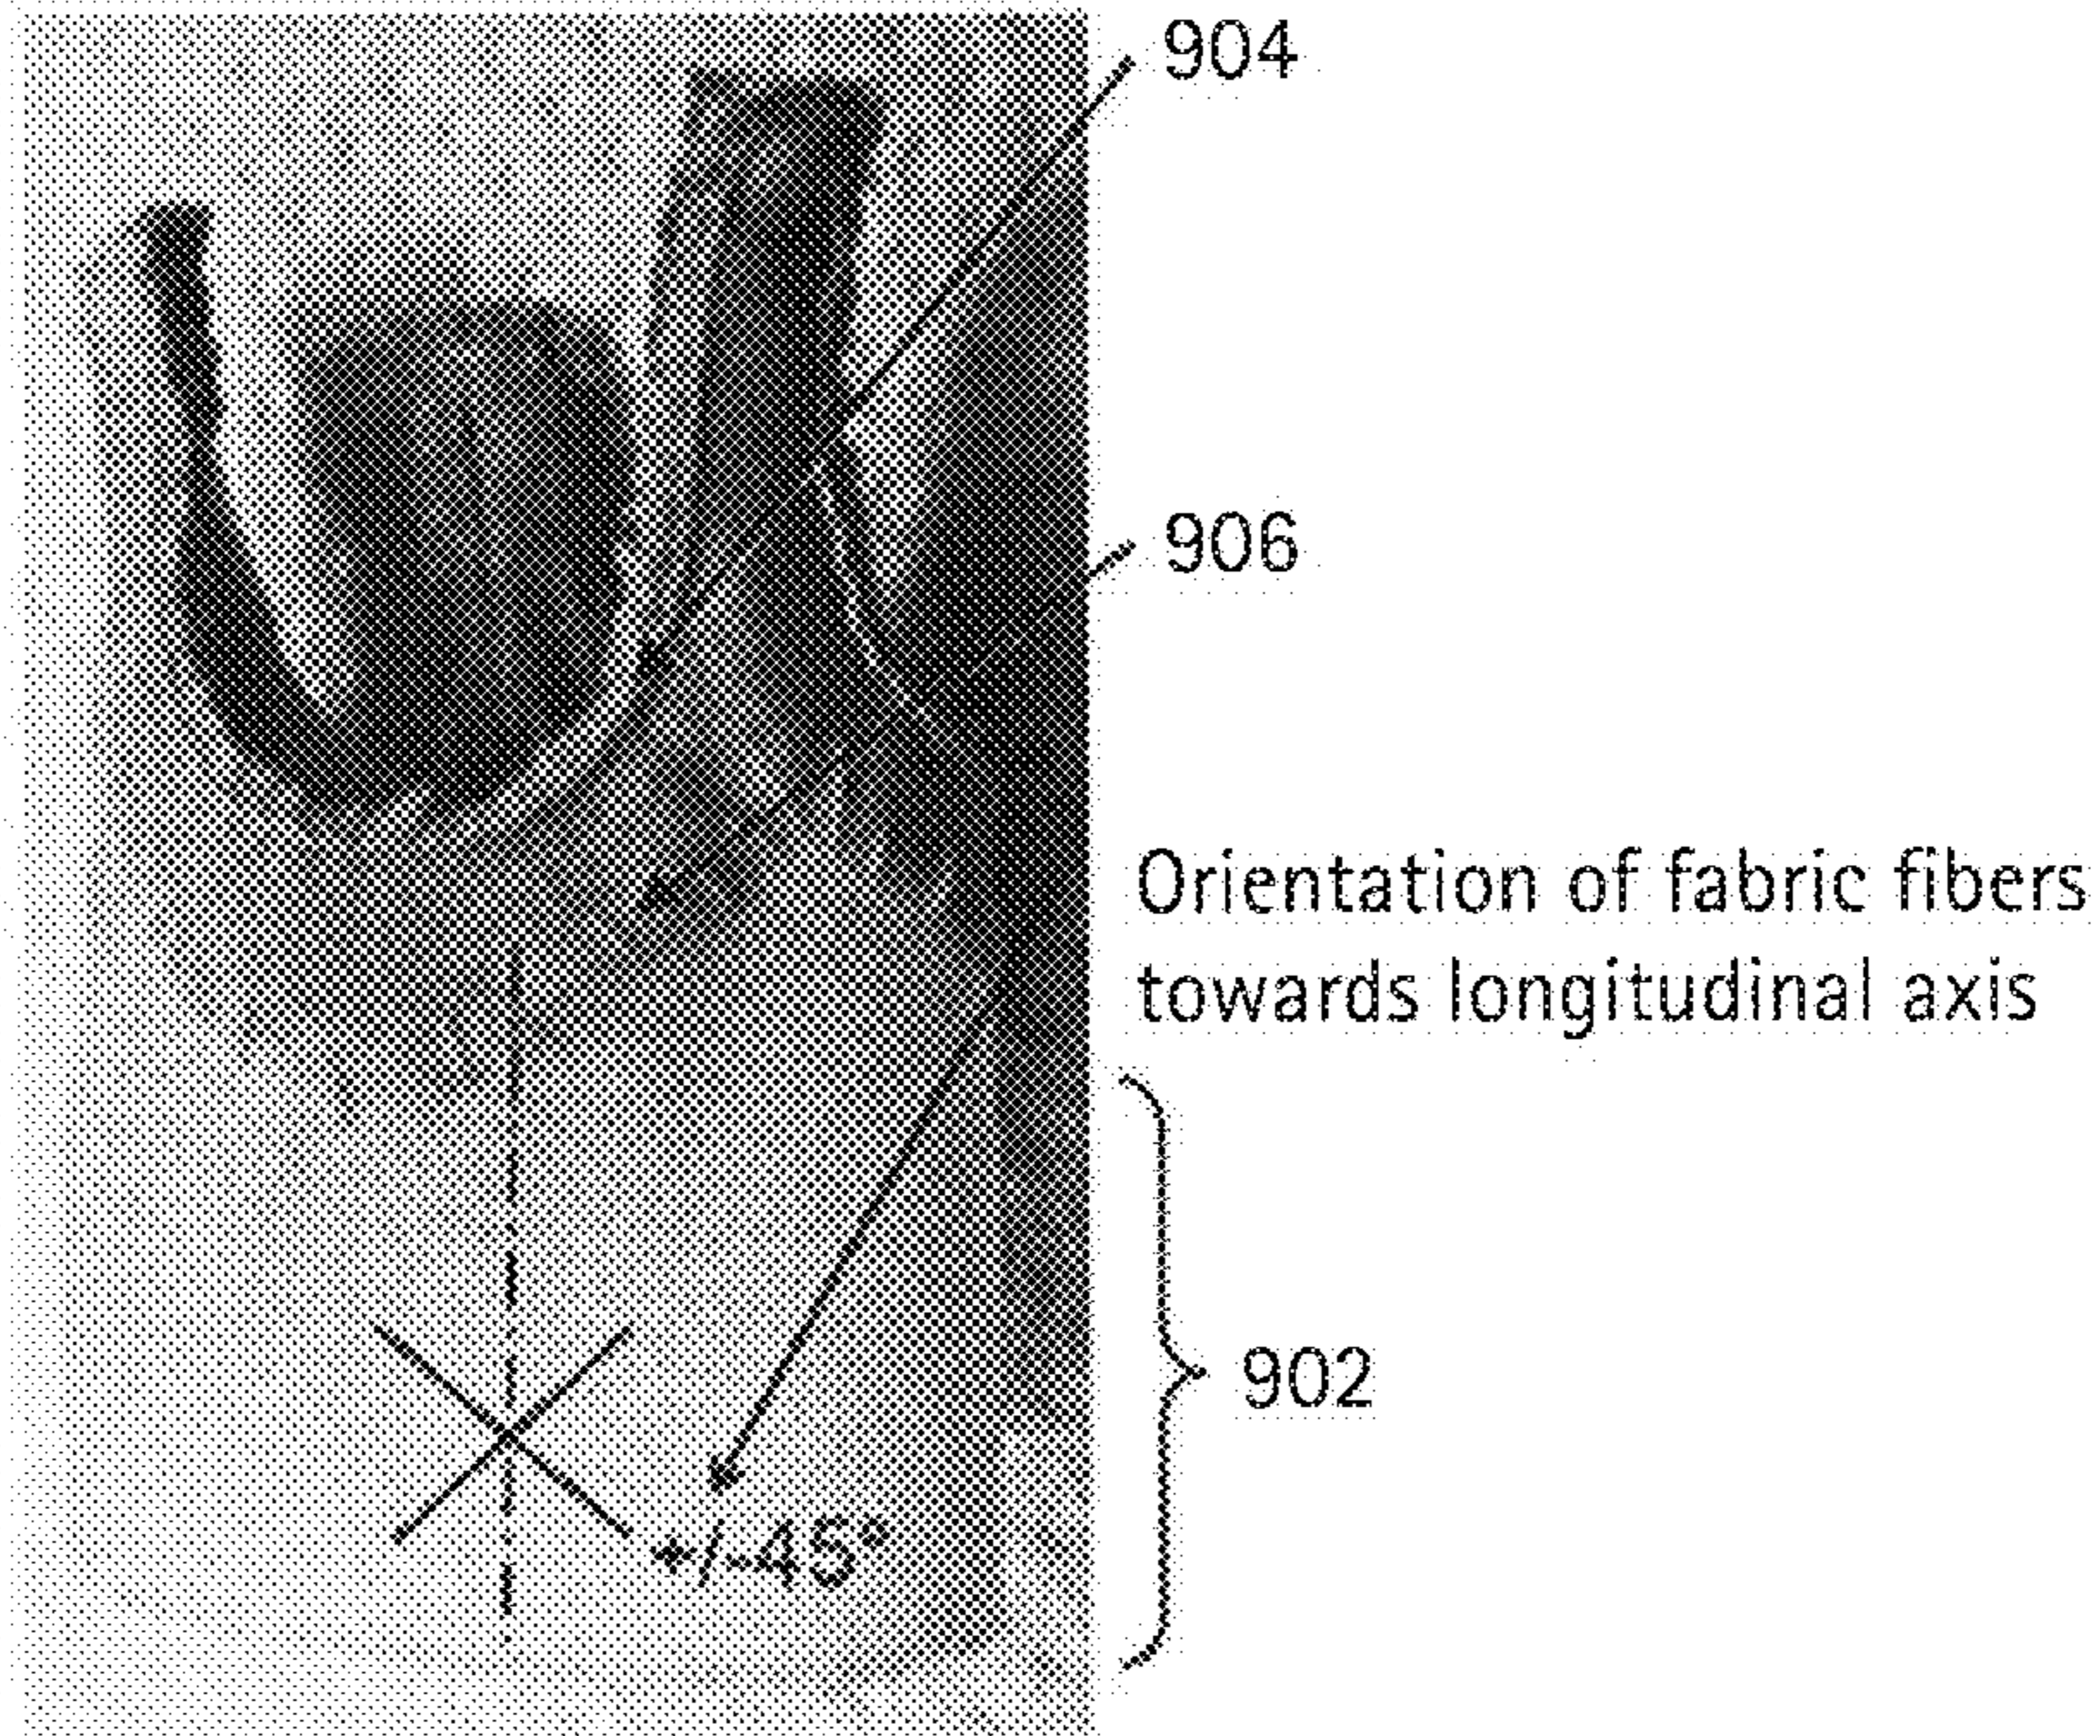 904
906
Orientation of fabric fibers
towards longitudinal axis
902
+/-45°